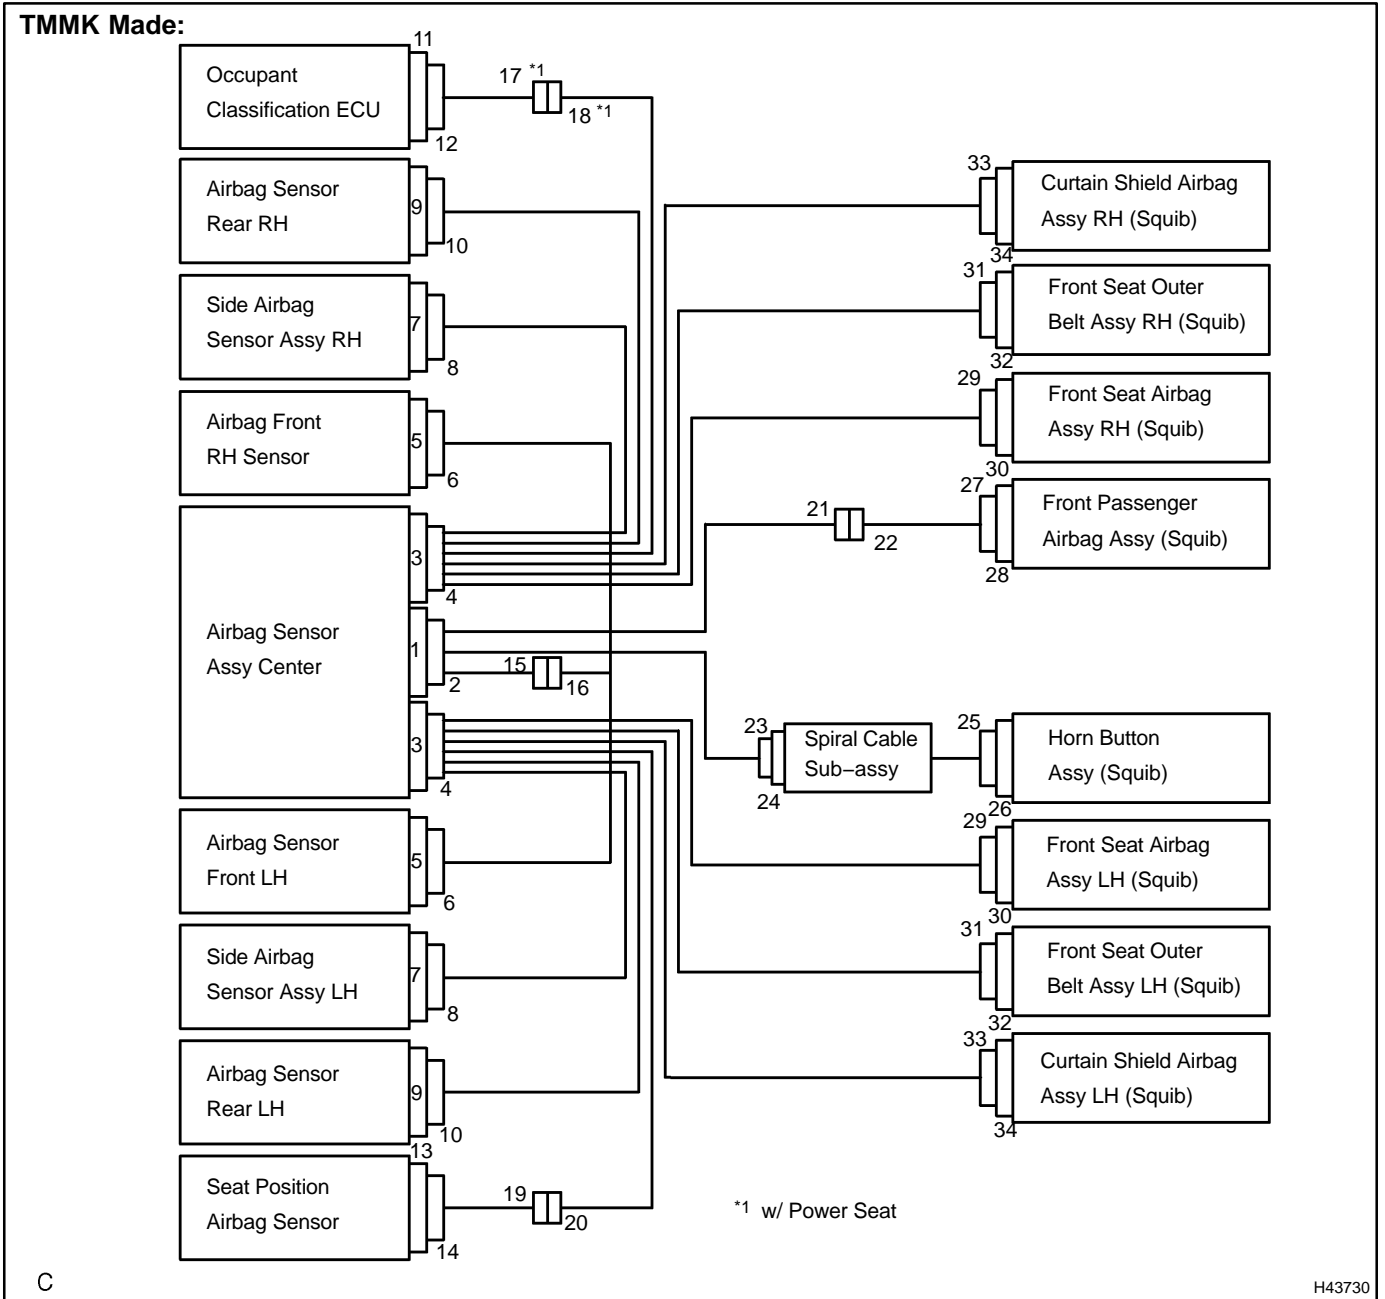 TMMK Made:
11
Occupant
Classification ECU
12
17 *1
18 *1
Airbag Sensor
Rear RH
9
10
Side Airbag
Sensor Assy RH
7
8
Airbag Front
RH Sensor
5
6
Airbag Sensor
Assy Center
3
4
1
2
15
16
3
4
Airbag Sensor
Front LH
5
6
Side Airbag
Sensor Assy LH
7
8
Airbag Sensor
Rear LH
9
10
13
Seat Position
Airbag Sensor
14
19
20
33
Curtain Shield Airbag
Assy RH (Squib)
34
31
Front Seat Outer
Belt Assy RH (Squib)
32
29
Front Seat Airbag
Assy RH (Squib)
30
21
22
27
Front Passenger
Airbag Assy (Squib)
28
23
Spiral Cable
Sub–assy
24
25
Horn Button
Assy (Squib)
26
29
Front Seat Airbag
Assy LH (Squib)
30
31
Front Seat Outer
Belt Assy LH (Squib)
32
33
Curtain Shield Airbag
Assy LH (Squib)
34
*1 w/ Power Seat
C
H43730